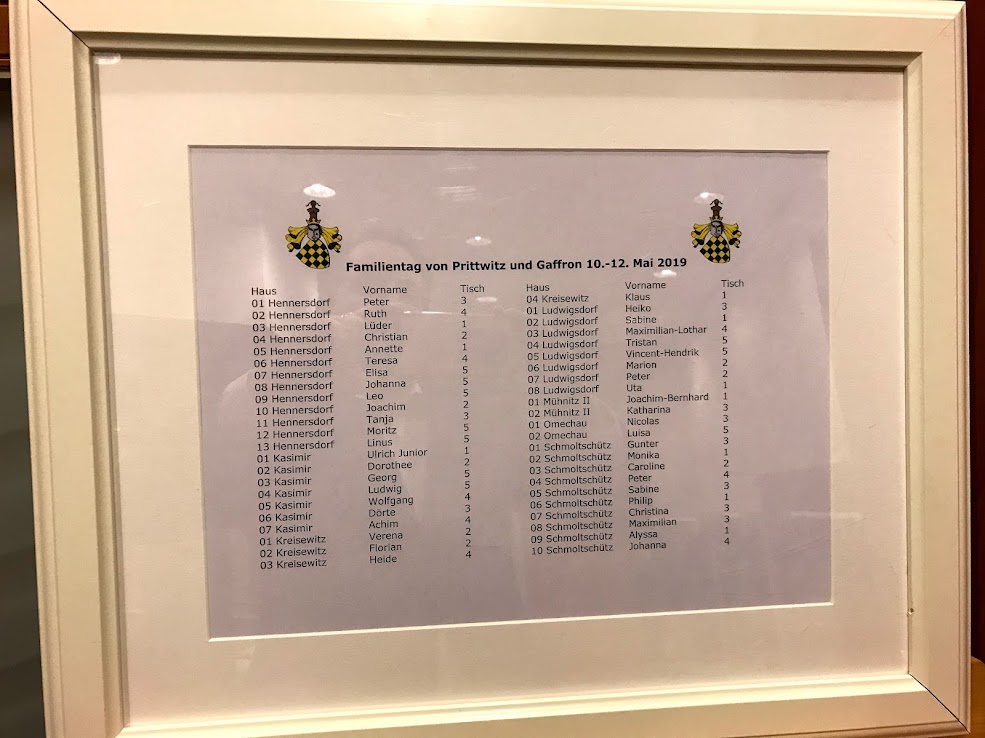 Familientag von Prittwitz und Gaffron 10.-12. Mai 2019
Haus Vorname Tisch
01 Hennersdorf Peter 3
02 Hennersdorf Ruth 4
03 Hennersdorf Lüder 1
04 Hennersdorf Christian 2
05 Hennersdorf Annette 1
06 Hennersdorf Teresa 4
07 Hennersdorf Elisa 5
08 Hennersdorf Johanna 5
09 Hennersdorf Leo 5
10 Hennersdorf Joachim 2
11 Hennersdorf Tanja 3
12 Hennersdorf Moritz 5
13 Hennersdorf Linus 5
01 Kasimir Ulrich Junior 1
02 Kasimir Dorothee 2
03 Kasimir Georg 5
04 Kasimir Ludwig 5
05 Kasimir Wolfgang 4
06 Kasimir Dörte 3
07 Kasimir Achim 4
01 Kreisewitz Verena 2
02 Kreisewitz Florian 2
03 Kreisewitz Heide 4
Haus Vorname Tisch
04 Kreisewitz Klaus 1
01 Ludwigsdorf Heiko 3
02 Ludwigsdorf Sabine 1
03 Ludwigsdorf Maximilian-Lothar 4
04 Ludwigsdorf Tristan 5
05 Ludwigsdorf Vincent-Hendrik 5
06 Ludwigsdorf Marion 2
07 Ludwigsdorf Peter 2
08 Ludwigsdorf Uta 1
01 Mühnitz II Joachim-Bernhard 1
02 Mühnitz II Katharina 3
01 Omechau Nicolas 3
02 Omechau Luisa 5
01 Schmoltschütz Gunter 3
02 Schmoltschütz Monika 1
03 Schmoltschütz Caroline 2
04 Schmoltschütz Peter 4
05 Schmoltschütz Sabine 3
06 Schmoltschütz Philip 1
07 Schmoltschütz Christina 3
08 Schmoltschütz Maximilian 3
09 Schmoltschütz Alyssa 1
10 Schmoltschütz Johanna 4